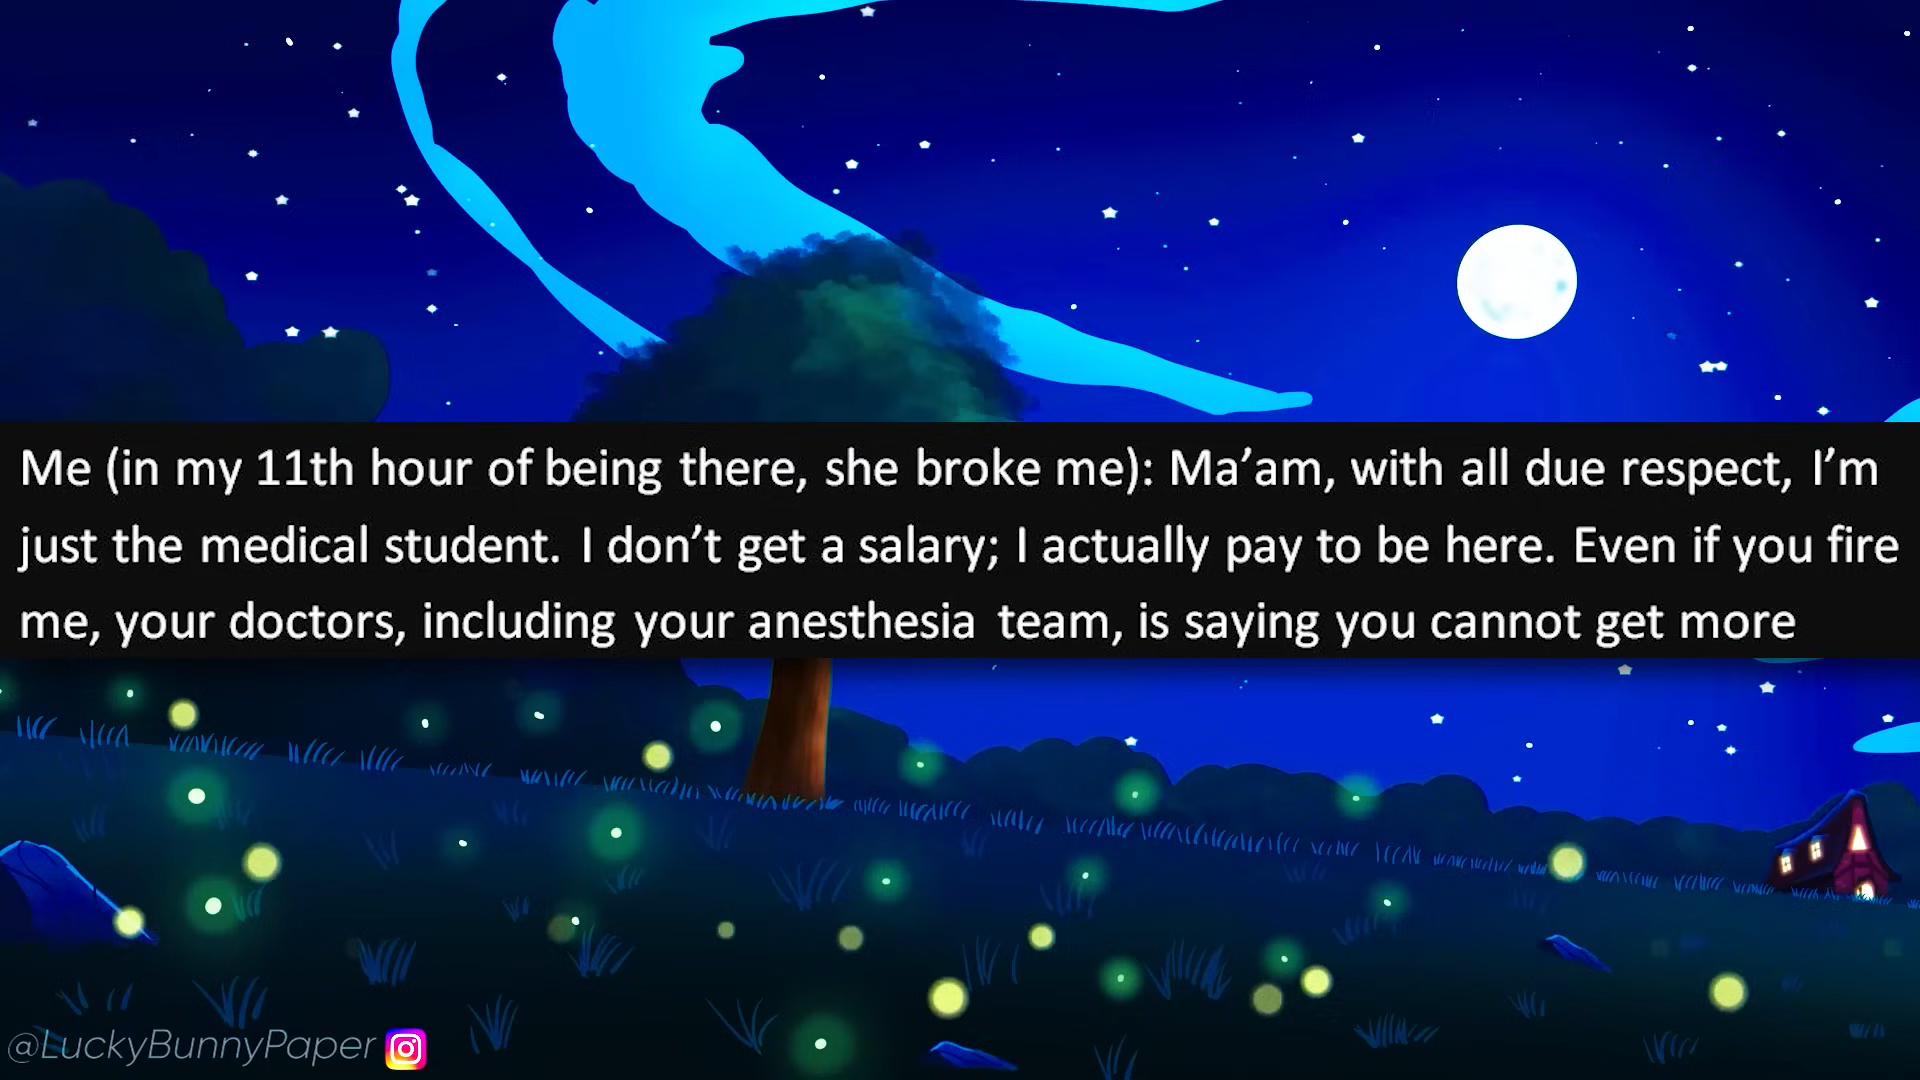 Me (in my 11th hour of being there, she broke me): Ma’am, with all due respect, I’m
just the medical student. I don’t get a salary; I actually pay to be here. Even if you fire
me, your doctors, including your anesthesia team, is saying you cannot get more
@LuckyBunnyPaper